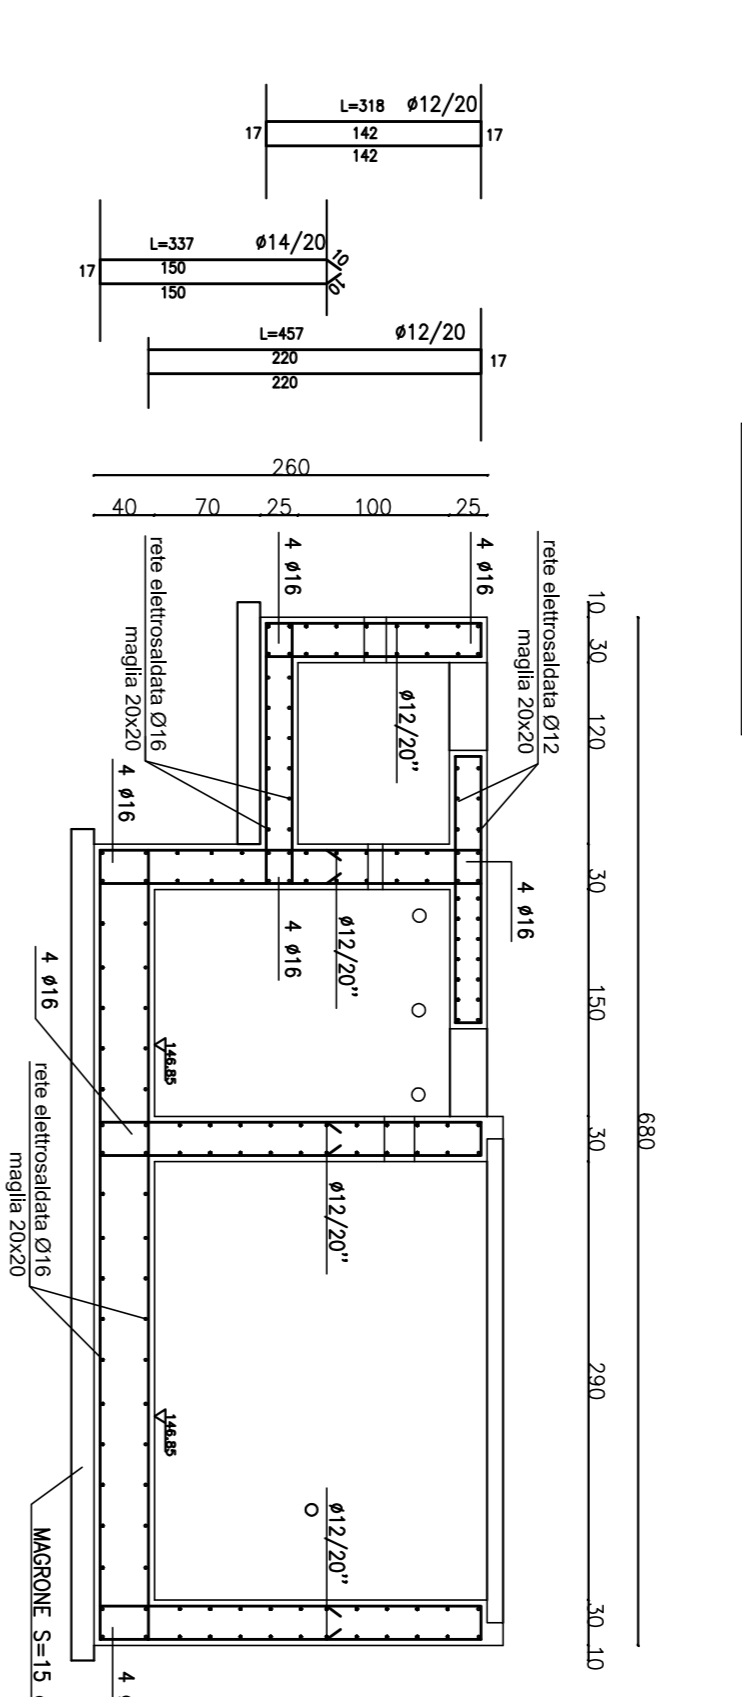 L=318 ø12/20
17 142 17
142
L=337 ø14/20
10
17 150
10
150
L=457 ø12/20
220 17
220
260
40 70 25 100 25
4 ø16
4 ø16
rete elettrosaldata Ø16
maglia 20x20
rete elettrosaldata Ø12
maglia 20x20
10
30
120
30
150
30
290
30
10
680
ø12/20"
4 ø16
4 ø16
4 ø16
ø12/20"
4 ø16
146.85
rete elettrosaldata Ø16
maglia 20x20
ø12/20"
146.85
ø12/20"
MAGRONE S=15
4